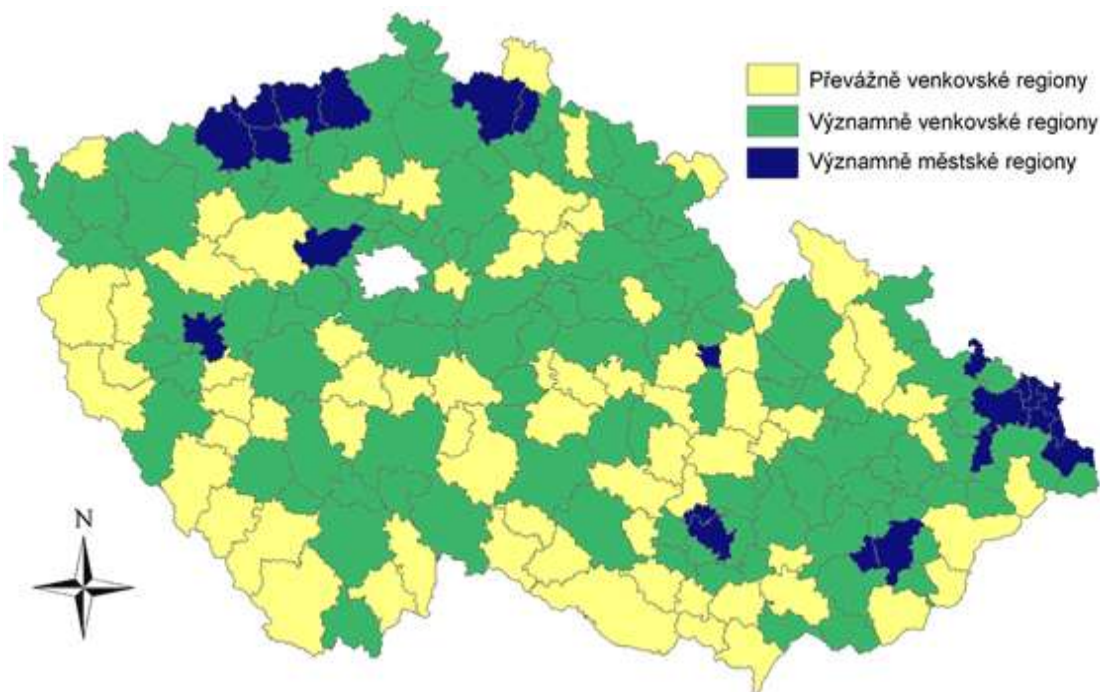 Převážně venkovské regiony
Významně venkovské regiony
Významně městské regiony
N